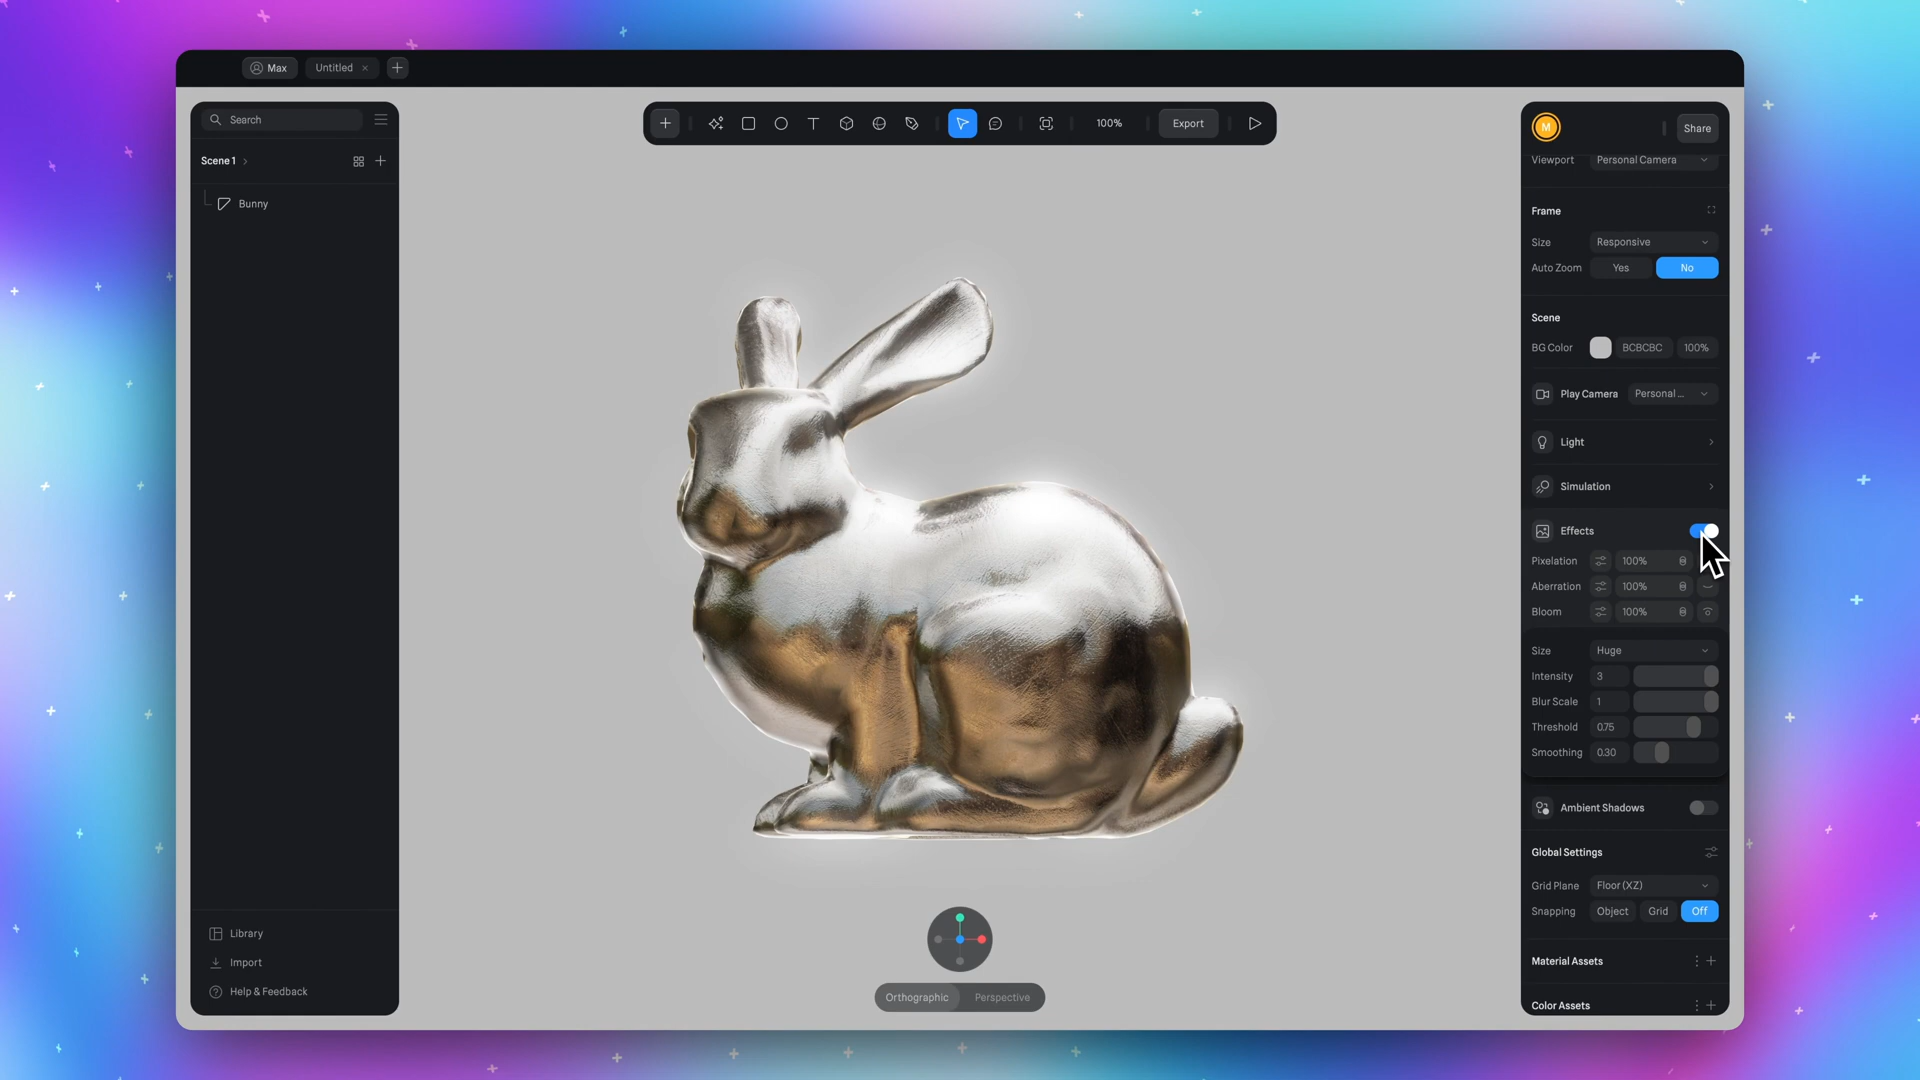 Max
Untitled
Search
100%
Export
M
Share
Scene 1
Bunny
Viewport
Personal Camera
Frame
Size
Responsive
Auto Zoom
Yes
No
Scene
BG Color
BCBCBC
100%
Play Camera
Personal ...
Light
Simulation
Effects
Pixelation
100%
Aberration
100%
Bloom
100%
Size
Huge
Intensity
3
Blur Scale
1
Threshold
0.75
Smoothing
0.30
Ambient Shadows
Global Settings
Grid Plane
Floor (XZ)
Snapping
Object
Grid
Off
Material Assets
Color Assets
Library
Import
Help & Feedback
Orthographic
Perspective